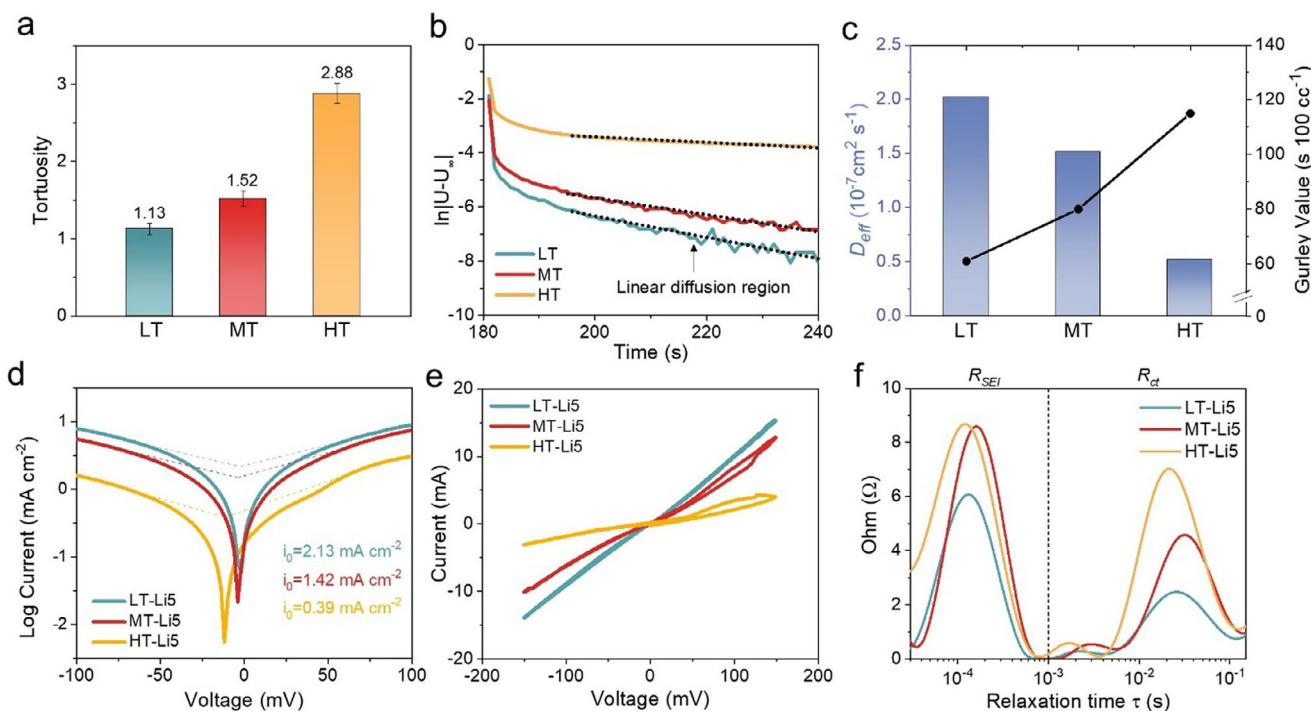 a
Tortuosity
3
2
1
0
1.13
1.52
2.88
LT
MT
HT
b
ln|U-U∞|
0
-2
-4
-6
-8
-10
LT
MT
HT
Linear diffusion region
180
200
220
240
Time (s)
c
Deff (10⁻⁷cm² s⁻¹)
2.5
2.0
1.5
1.0
0.5
0.0
LT
MT
HT
140
120
100
80
60
0
Gurley Value (s 100 cc⁻¹)
d
Log Current (mA cm⁻²)
1
0
-1
-2
i₀=2.13 mA cm⁻²
i₀=1.42 mA cm⁻²
i₀=0.39 mA cm⁻²
LT-Li5
MT-Li5
HT-Li5
-100
-50
0
50
100
Voltage (mV)
e
Current (mA)
20
10
0
-10
-20
LT-Li5
MT-Li5
HT-Li5
-200
-100
0
100
200
Voltage (mV)
f
RSEI
Rct
Ohm (Ω)
10
8
6
4
2
0
LT-Li5
MT-Li5
HT-Li5
10⁻⁴
10⁻³
10⁻²
10⁻¹
Relaxation time τ (s)